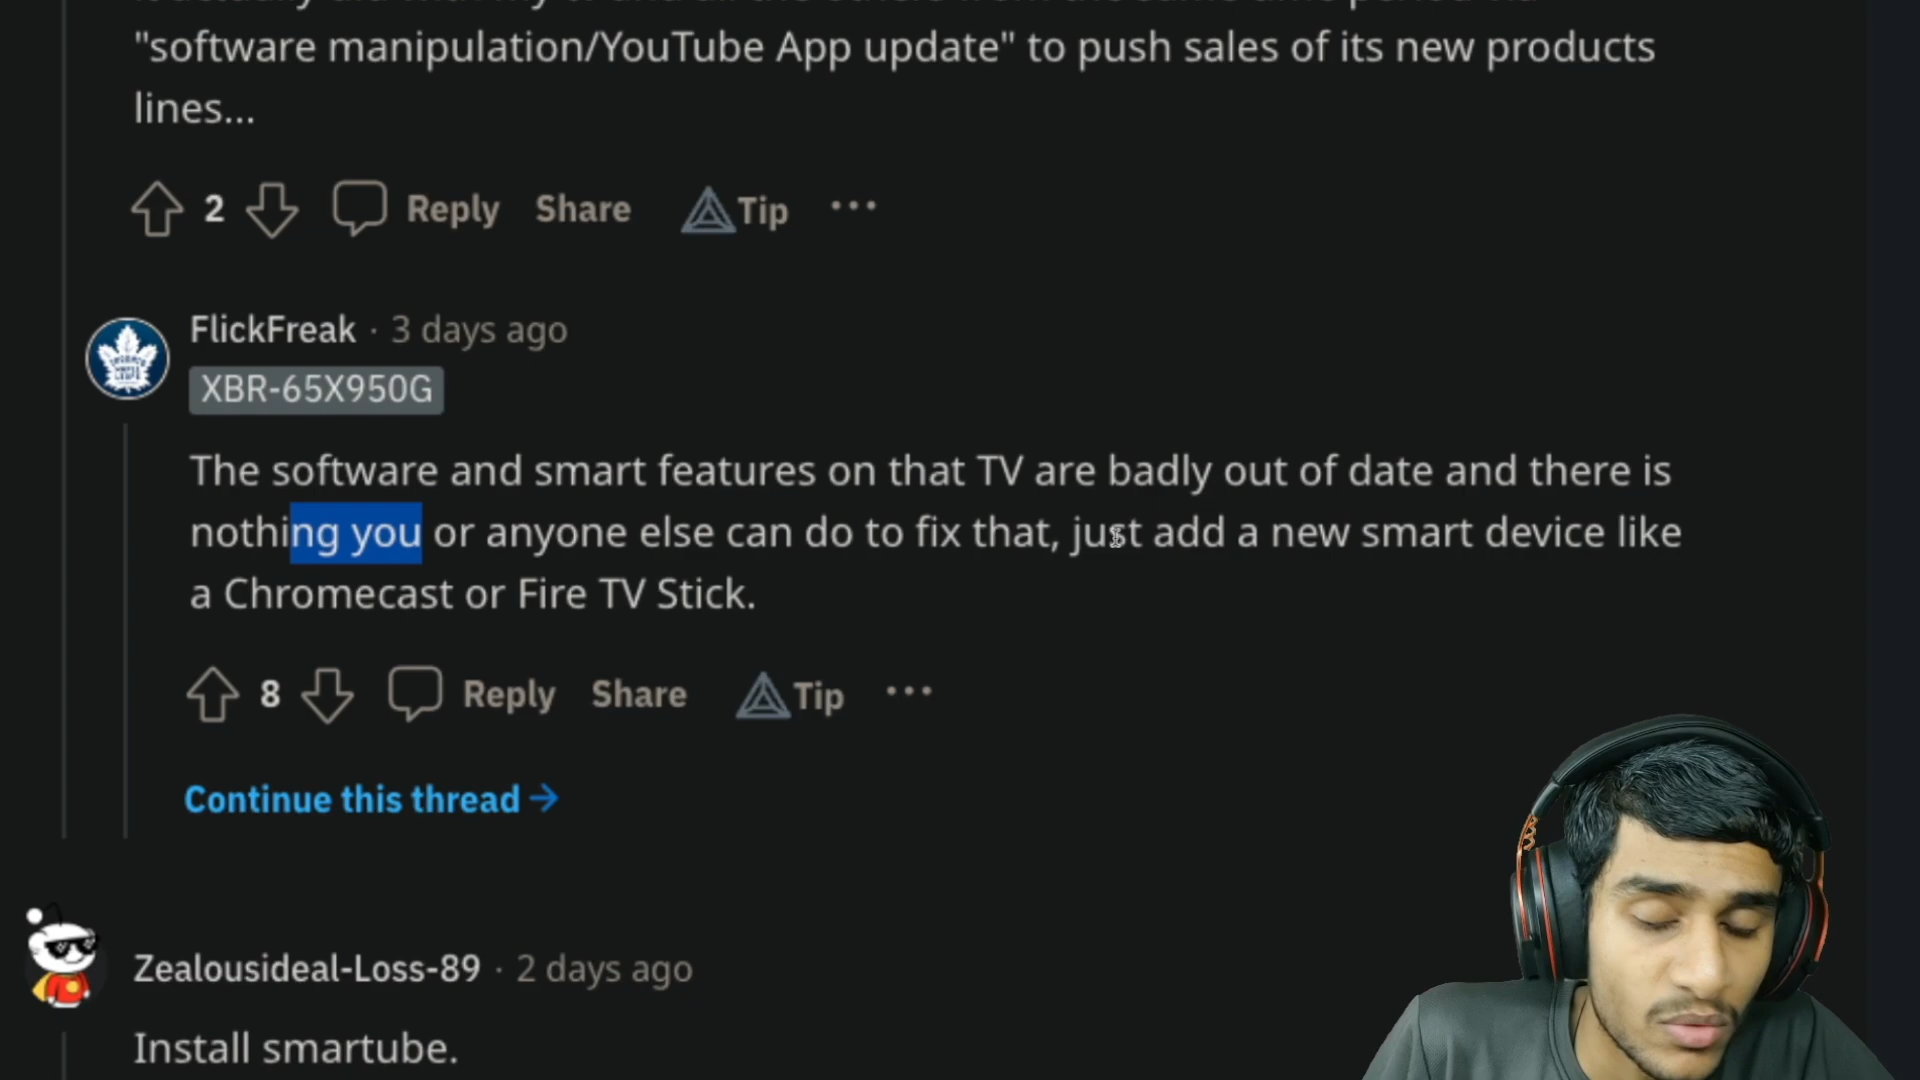 "software manipulation/YouTube App update" to push sales of its new products
lines...
2 Reply Share Tip ...
FlickFreak · 3 days ago
XBR-65X950G
The software and smart features on that TV are badly out of date and there is
nothing you or anyone else can do to fix that, just add a new smart device like
a Chromecast or Fire TV Stick.
8 Reply Share Tip ...
Continue this thread →
Zealousideal-Loss-89 · 2 days ago
Install smartube.